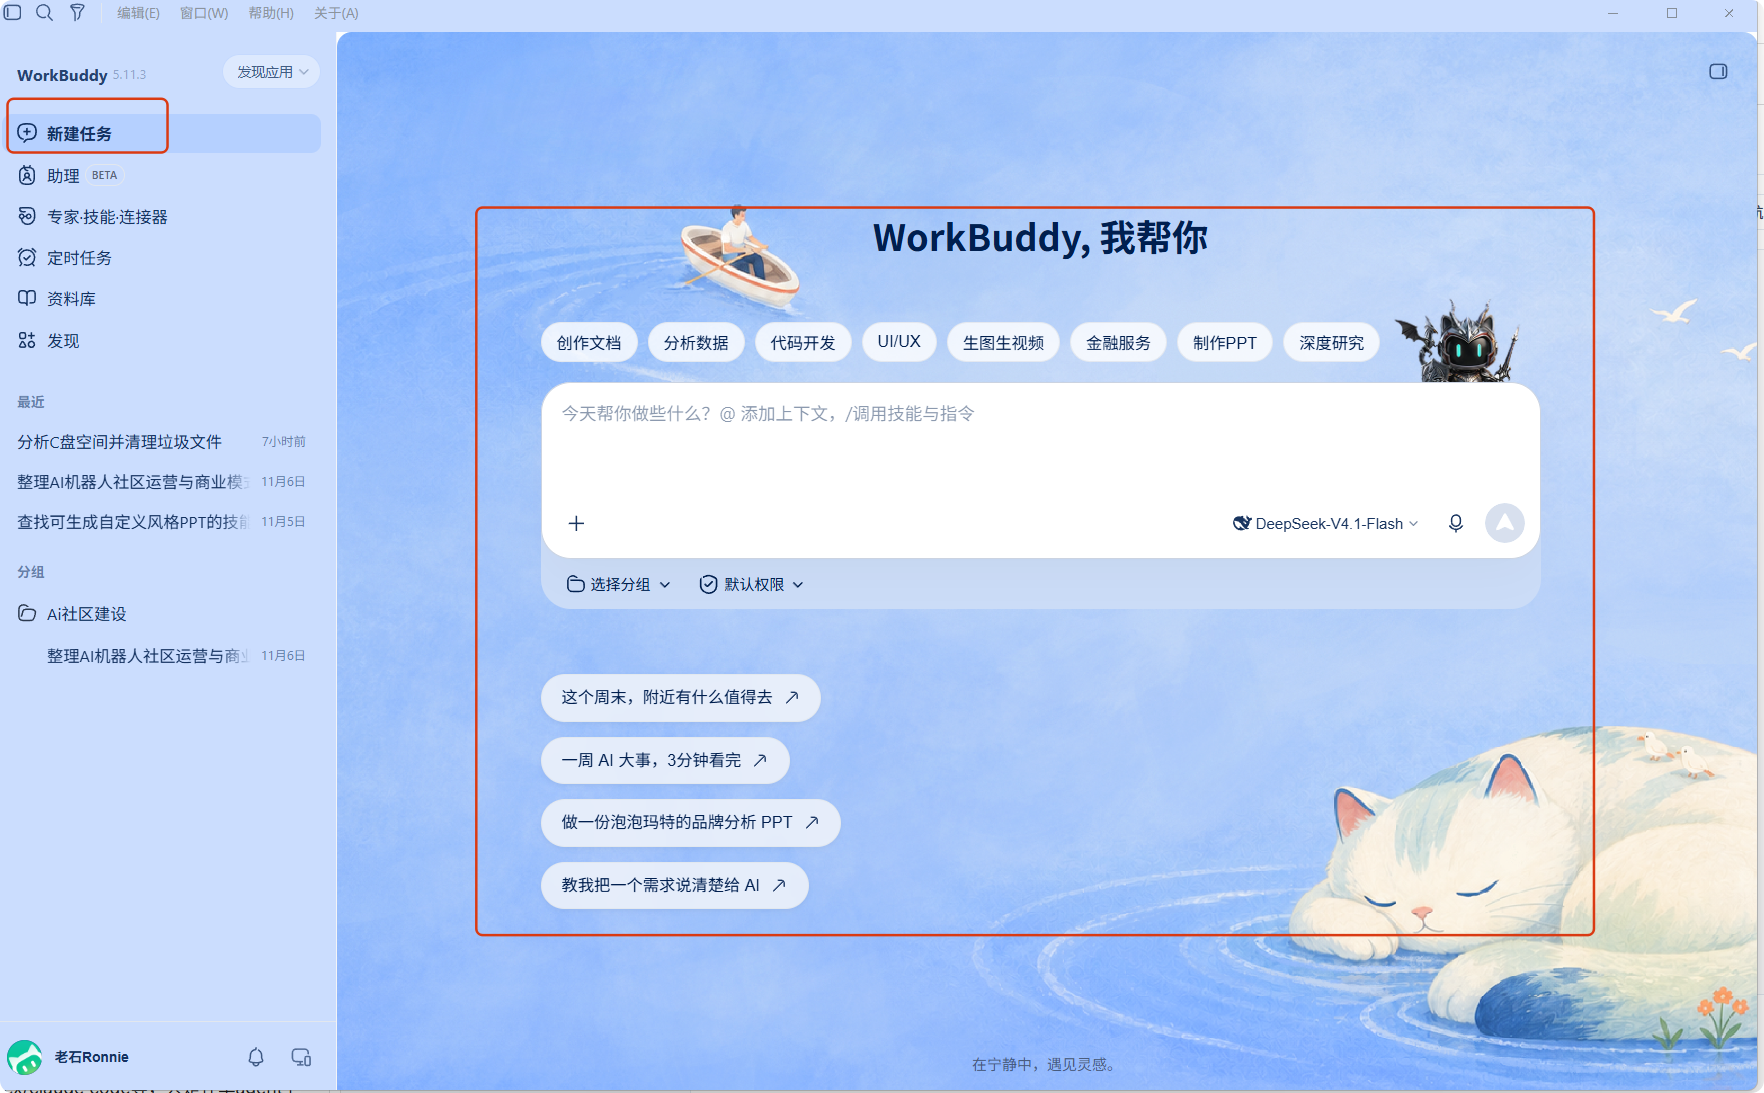 编辑(E) 窗口(W) 帮助(H) 关于(A)
WorkBuddy 5.11.3 发现应用
新建任务
助理 BETA
专家·技能·连接器
定时任务
资料库
发现
最近
分析C盘空间并清理垃圾文件 7小时前
整理AI机器人社区运营与商业模 11月6日
查找可生成自定义风格PPT的技能 11月5日
分组
Ai社区建设
整理AI机器人社区运营与商业 11月6日
老石Ronnie
WorkBuddy, 我帮你
创作文档 分析数据 代码开发 UI/UX 生图生视频 金融服务 制作PPT 深度研究
今天帮你做些什么？@ 添加上下文，/调用技能与指令
DeepSeek-V4.1-Flash
选择分组 默认权限
这个周末，附近有什么值得去
一周 AI 大事，3分钟看完
做一份泡泡玛特的品牌分析 PPT
教我把一个需求说清楚给 AI
在宁静中，遇见灵感。